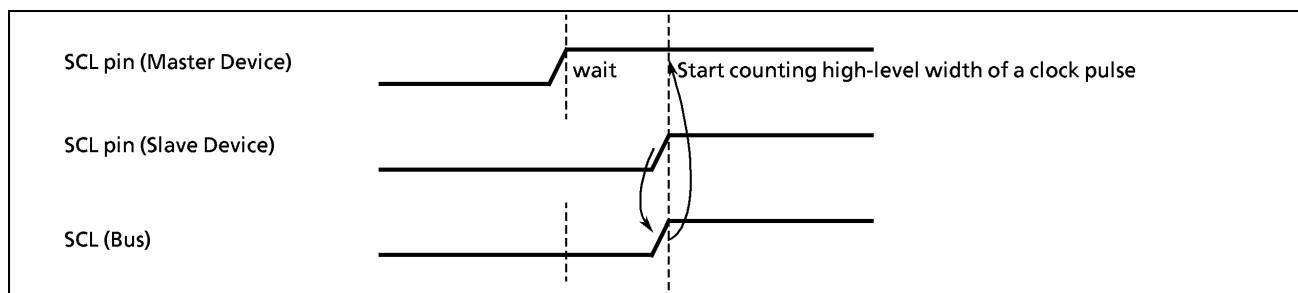 SCL pin (Master Device)
wait
Start counting high-level width of a clock pulse
SCL pin (Slave Device)
SCL (Bus)